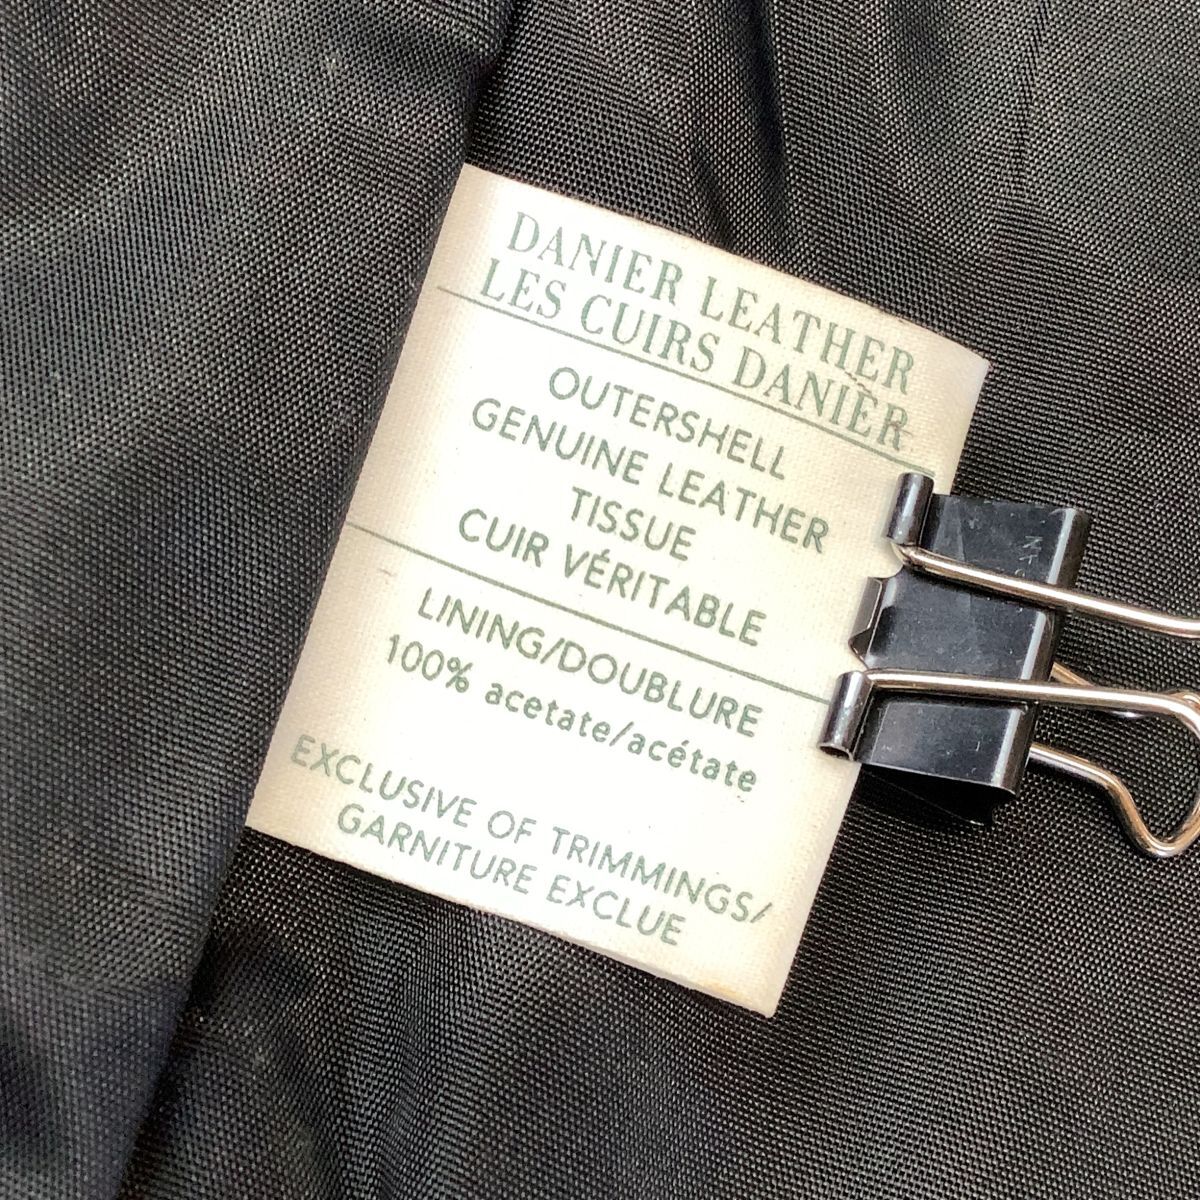 DANIER LEATHER
LES CUIRS DANIER
OUTERSHELL
GENUINE LEATHER
TISSUE
CUIR VÉRITABLE
LINING/DOUBLURE
100% acetate/acétate
EXCLUSIVE OF TRIMMINGS/
GARNITURE EXCLUE